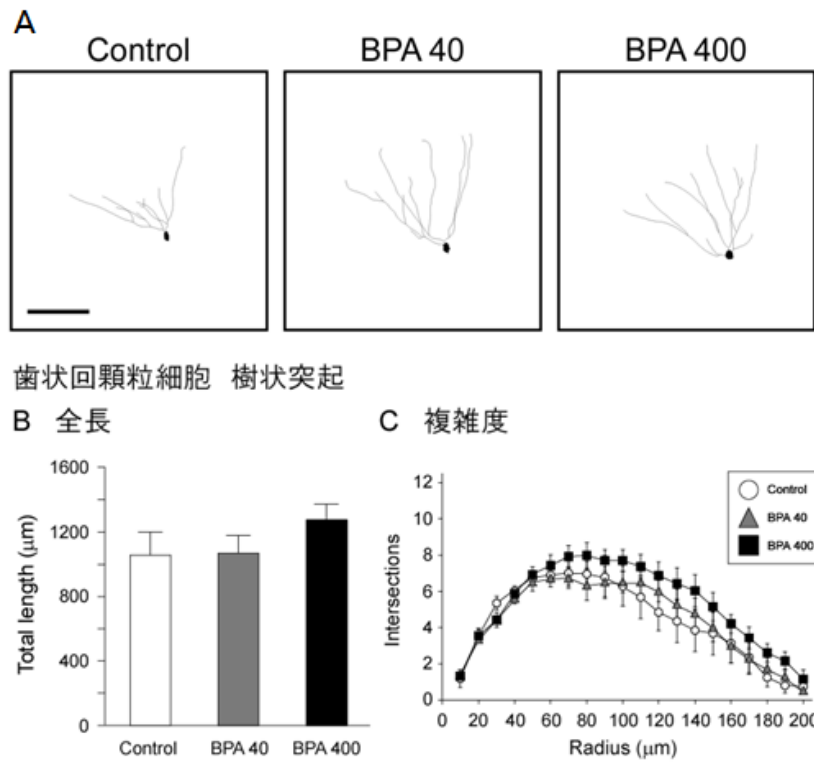 A
Control BPA 40 BPA 400
歯状回顆粒細胞 樹状突起
B 全長
Total length (μm)
1600
1200
800
400
0
Control BPA 40 BPA 400
C 複雑度
Intersections
12
10
8
6
4
2
0
Control
BPA 40
BPA 400
0 20 40 60 80 100 120 140 160 180 200
Radius (μm)